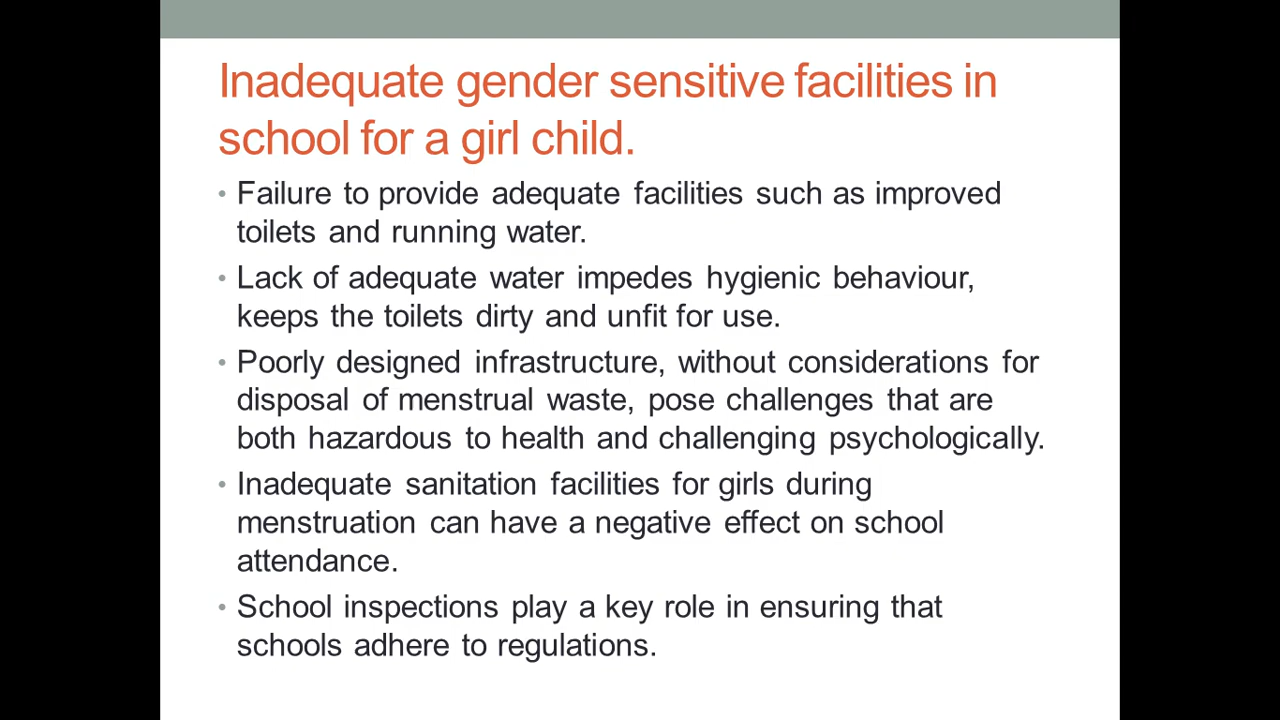 Inadequate gender sensitive facilities in
school for a girl child.
• Failure to provide adequate facilities such as improved
toilets and running water.
• Lack of adequate water impedes hygienic behaviour,
keeps the toilets dirty and unfit for use.
• Poorly designed infrastructure, without considerations for
disposal of menstrual waste, pose challenges that are
both hazardous to health and challenging psychologically.
• Inadequate sanitation facilities for girls during
menstruation can have a negative effect on school
attendance.
• School inspections play a key role in ensuring that
schools adhere to regulations.